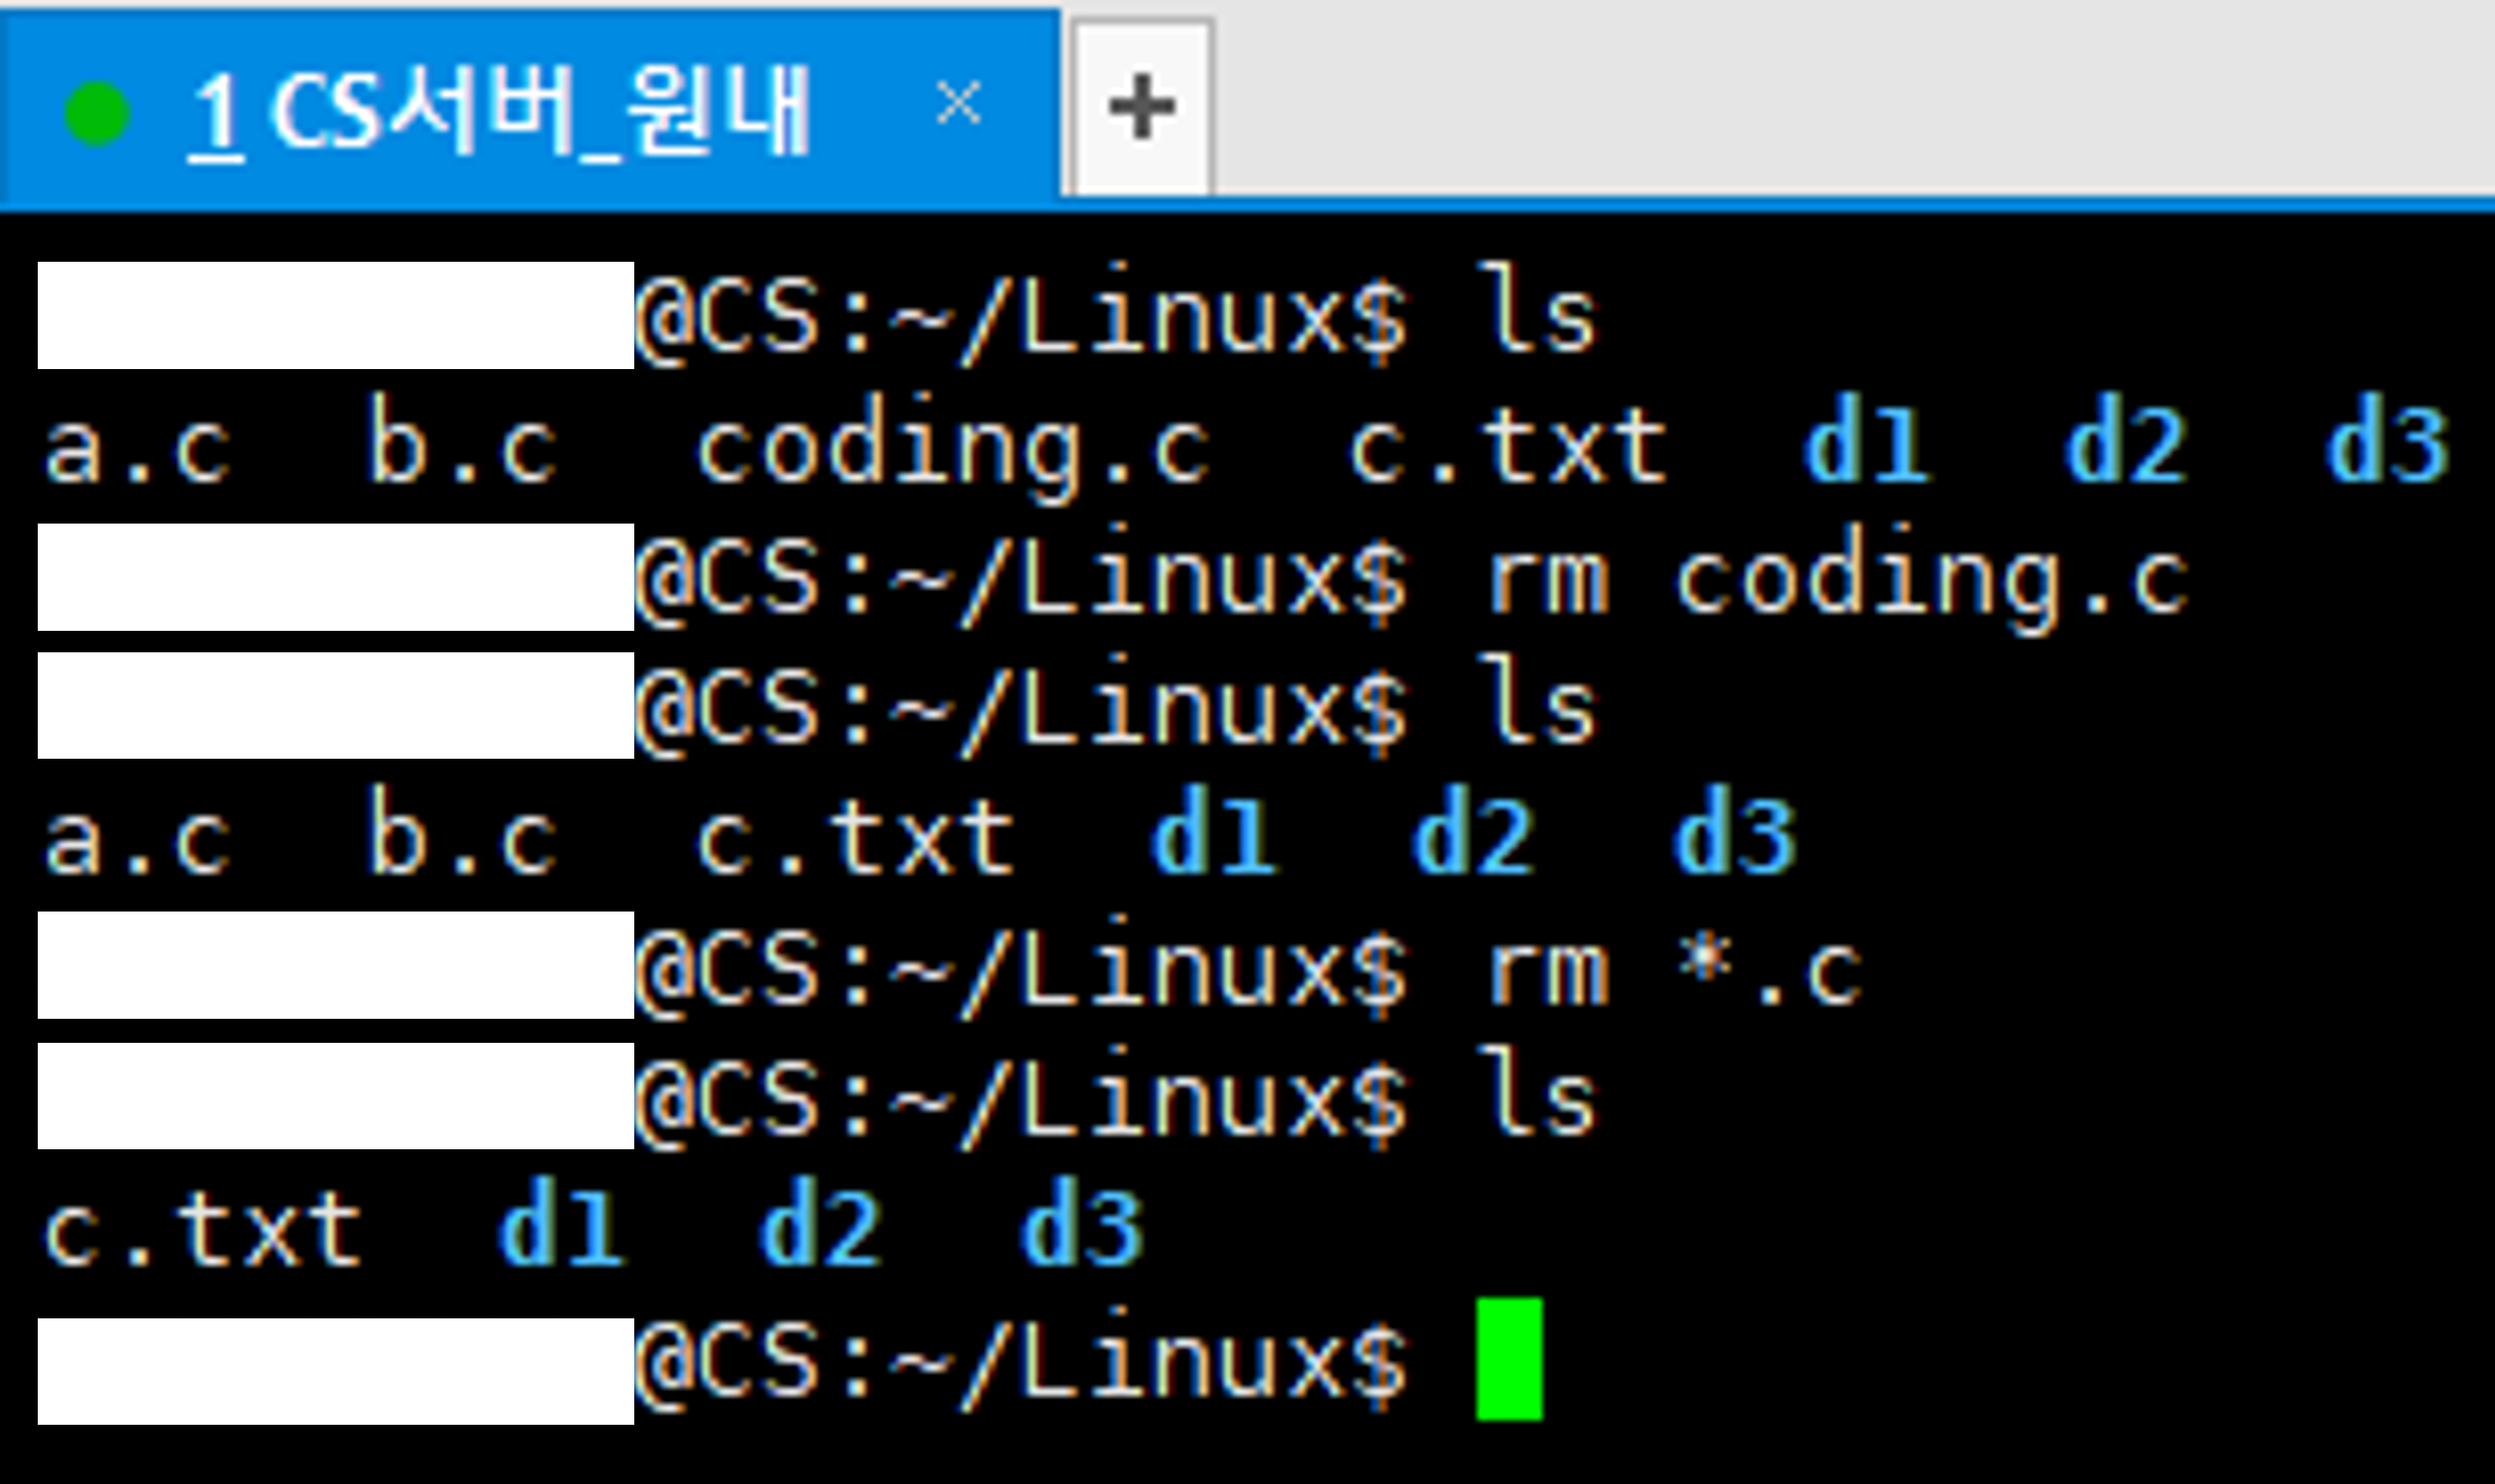 1 CS서버_원내 × +
@CS:~/Linux$ ls
a.c  b.c  coding.c  c.txt  d1  d2  d3
@CS:~/Linux$ rm coding.c
@CS:~/Linux$ ls
a.c  b.c  c.txt  d1  d2  d3
@CS:~/Linux$ rm *.c
@CS:~/Linux$ ls
c.txt  d1  d2  d3
@CS:~/Linux$